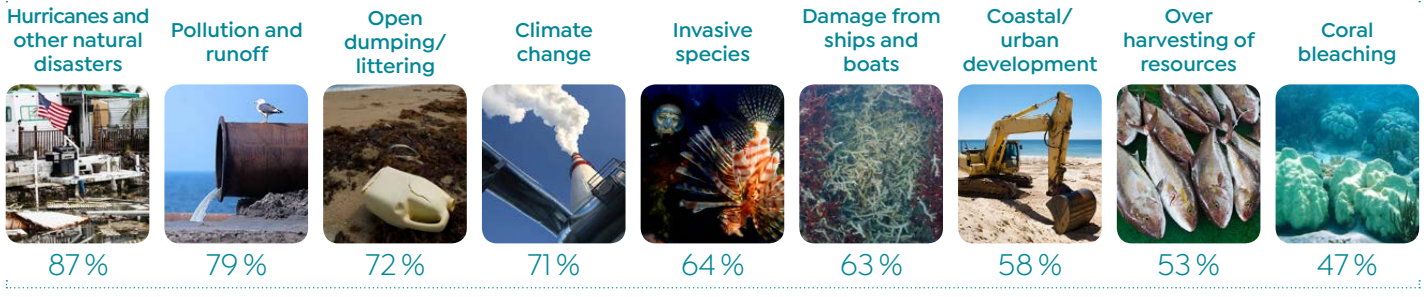 Hurricanes and
other natural
disasters
Pollution and
runoff
Open
dumping/
littering
Climate
change
Invasive
species
Damage from
ships and
boats
Coastal/
urban
development
Over
harvesting of
resources
Coral
bleaching
87%
79%
72%
71%
64%
63%
58%
53%
47%